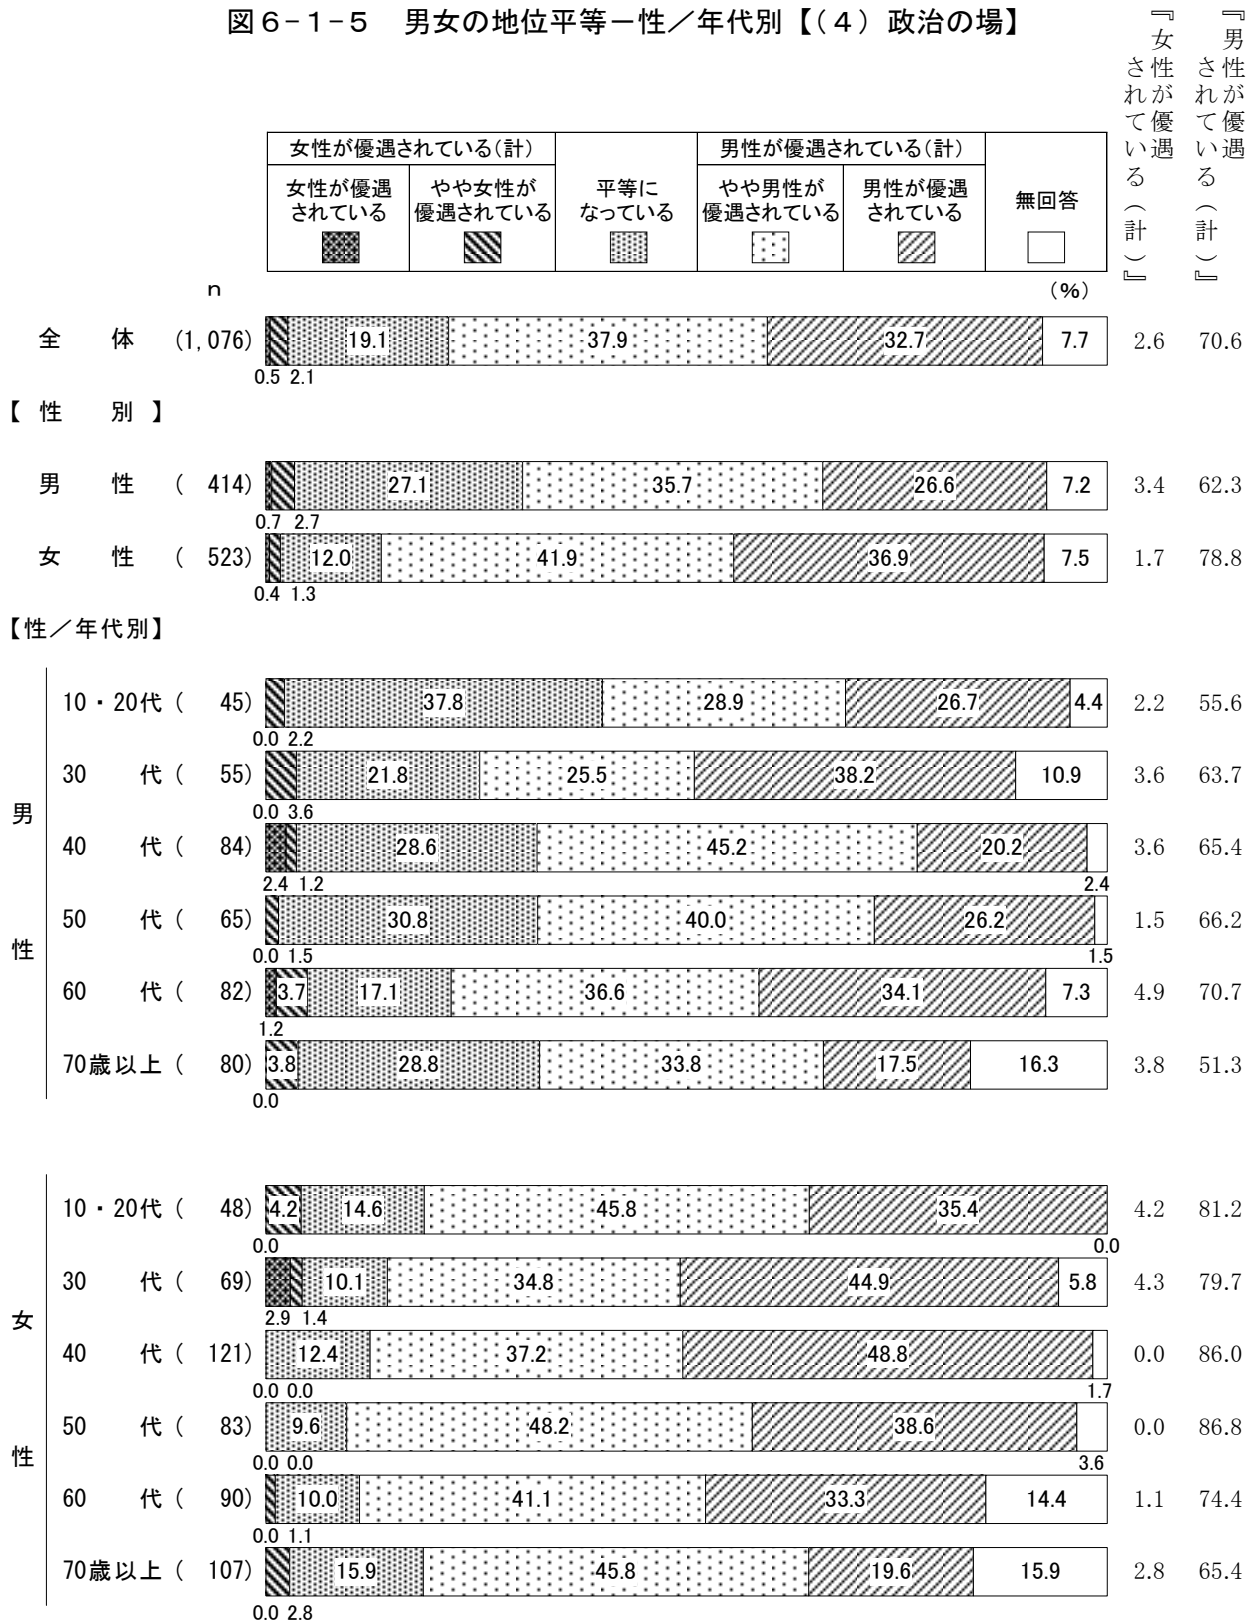 図6-1-5 男女の地位平等－性／年代別【(4) 政治の場】
『女性が優遇されている(計)』
『男性が優遇されている(計)』
女性が優遇されている(計) 男性が優遇されている(計)
女性が優遇されている やや女性が優遇されている 平等になっている やや男性が優遇されている 男性が優遇されている 無回答
n (%)
全体 (1,076) 19.1 37.9 32.7 7.7 2.6 70.6
0.5 2.1
【性別】
男性 (414) 27.1 35.7 26.6 7.2 3.4 62.3
0.7 2.7
女性 (523) 12.0 41.9 36.9 7.5 1.7 78.8
0.4 1.3
【性／年代別】
男性
10・20代 (45) 37.8 28.9 26.7 4.4 2.2 55.6
0.0 2.2
30代 (55) 21.8 25.5 38.2 10.9 3.6 63.7
0.0 3.6
40代 (84) 28.6 45.2 20.2 3.6 65.4
2.4 1.2 2.4
50代 (65) 30.8 40.0 26.2 1.5 66.2
0.0 1.5 1.5
60代 (82) 3.7 17.1 36.6 34.1 7.3 4.9 70.7
1.2
70歳以上 (80) 3.8 28.8 33.8 17.5 16.3 3.8 51.3
0.0
女性
10・20代 (48) 4.2 14.6 45.8 35.4 4.2 81.2
0.0 0.0
30代 (69) 10.1 34.8 44.9 5.8 4.3 79.7
2.9 1.4
40代 (121) 12.4 37.2 48.8 0.0 86.0
0.0 0.0 1.7
50代 (83) 9.6 48.2 38.6 0.0 86.8
0.0 0.0 3.6
60代 (90) 10.0 41.1 33.3 14.4 1.1 74.4
0.0 1.1
70歳以上 (107) 15.9 45.8 19.6 15.9 2.8 65.4
0.0 2.8